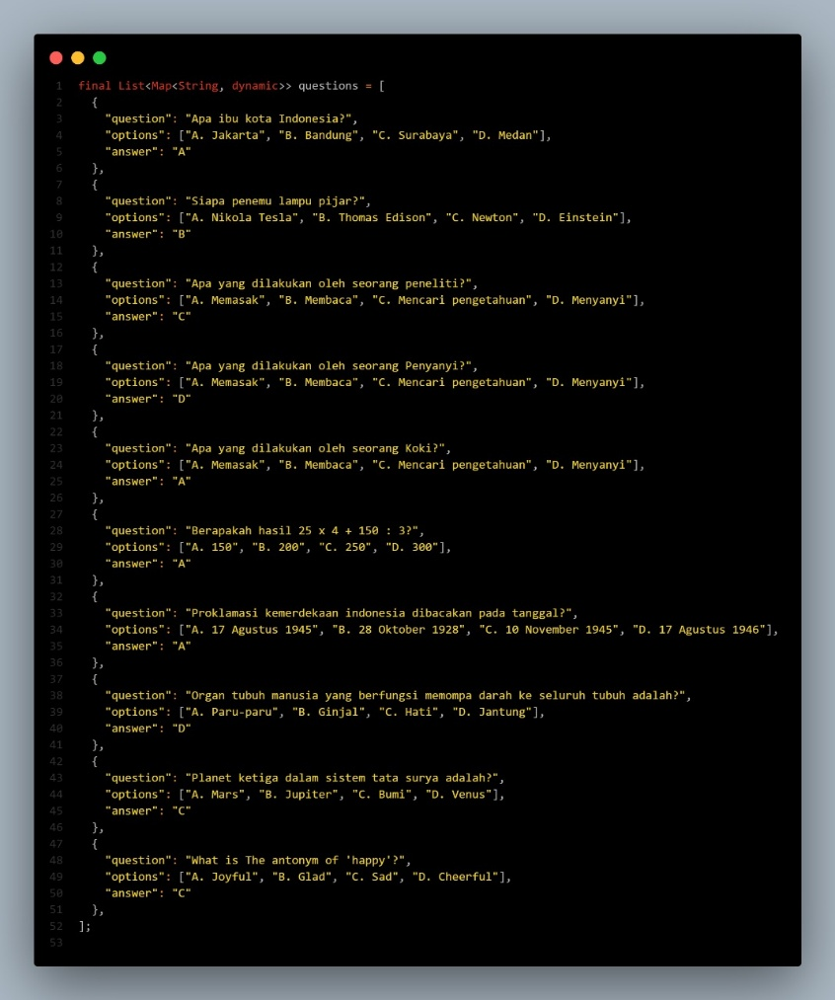 1 final List<Map<String, dynamic>> questions = [
2 {
3 "question": "Apa ibu kota Indonesia?",
4 "options": ["A. Jakarta", "B. Bandung", "C. Surabaya", "D. Medan"],
5 "answer": "A"
6 },
7 {
8 "question": "Siapa penemu lampu pijar?",
9 "options": ["A. Nikola Tesla", "B. Thomas Edison", "C. Newton", "D. Einstein"],
10 "answer": "B"
11 },
12 {
13 "question": "Apa yang dilakukan oleh seorang peneliti?",
14 "options": ["A. Memasak", "B. Membaca", "C. Mencari pengetahuan", "D. Menyanyi"],
15 "answer": "C"
16 },
17 {
18 "question": "Apa yang dilakukan oleh seorang Penyanyi?",
19 "options": ["A. Memasak", "B. Membaca", "C. Mencari pengetahuan", "D. Menyanyi"],
20 "answer": "D"
21 },
22 {
23 "question": "Apa yang dilakukan oleh seorang Koki?",
24 "options": ["A. Memasak", "B. Membaca", "C. Mencari pengetahuan", "D. Menyanyi"],
25 "answer": "A"
26 },
27 {
28 "question": "Berapakah hasil 25 x 4 + 150 : 3?",
29 "options": ["A. 150", "B. 200", "C. 250", "D. 300"],
30 "answer": "A"
31 },
32 {
33 "question": "Proklamasi kemerdekaan indonesia dibacakan pada tanggal?",
34 "options": ["A. 17 Agustus 1945", "B. 28 Oktober 1928", "C. 10 November 1945", "D. 17 Agustus 1946"],
35 "answer": "A"
36 },
37 {
38 "question": "Organ tubuh manusia yang berfungsi memompa darah ke seluruh tubuh adalah?",
39 "options": ["A. Paru-paru", "B. Ginjal", "C. Hati", "D. Jantung"],
40 "answer": "D"
41 },
42 {
43 "question": "Planet ketiga dalam sistem tata surya adalah?",
44 "options": ["A. Mars", "B. Jupiter", "C. Bumi", "D. Venus"],
45 "answer": "C"
46 },
47 {
48 "question": "What is The antonym of 'happy'?",
49 "options": ["A. Joyful", "B. Glad", "C. Sad", "D. Cheerful"],
50 "answer": "C"
51 },
52 ];
53